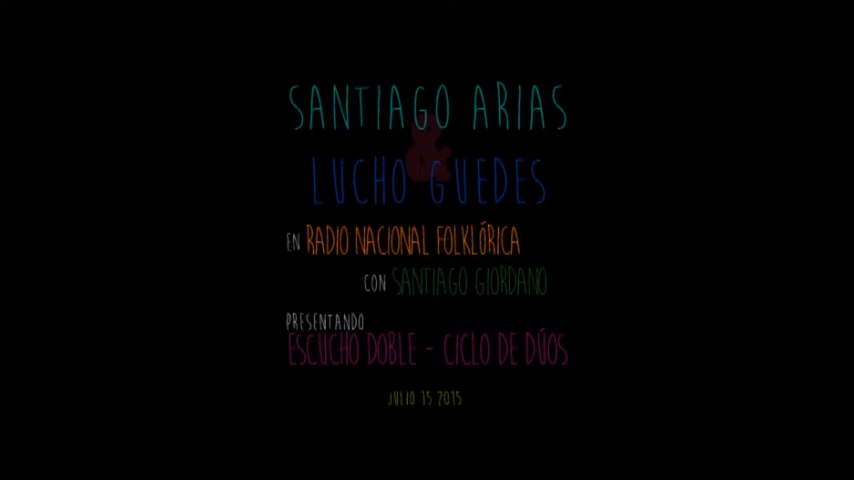 SANTIAGO ARIAS
&
LUCHO GUEDES
EN RADIO NACIONAL FOLKLÓRICA
CON SANTIAGO GIORDANO
PRESENTANDO
ESCUCHO DOBLE - CICLO DE DÚOS
JULIO 15 2015